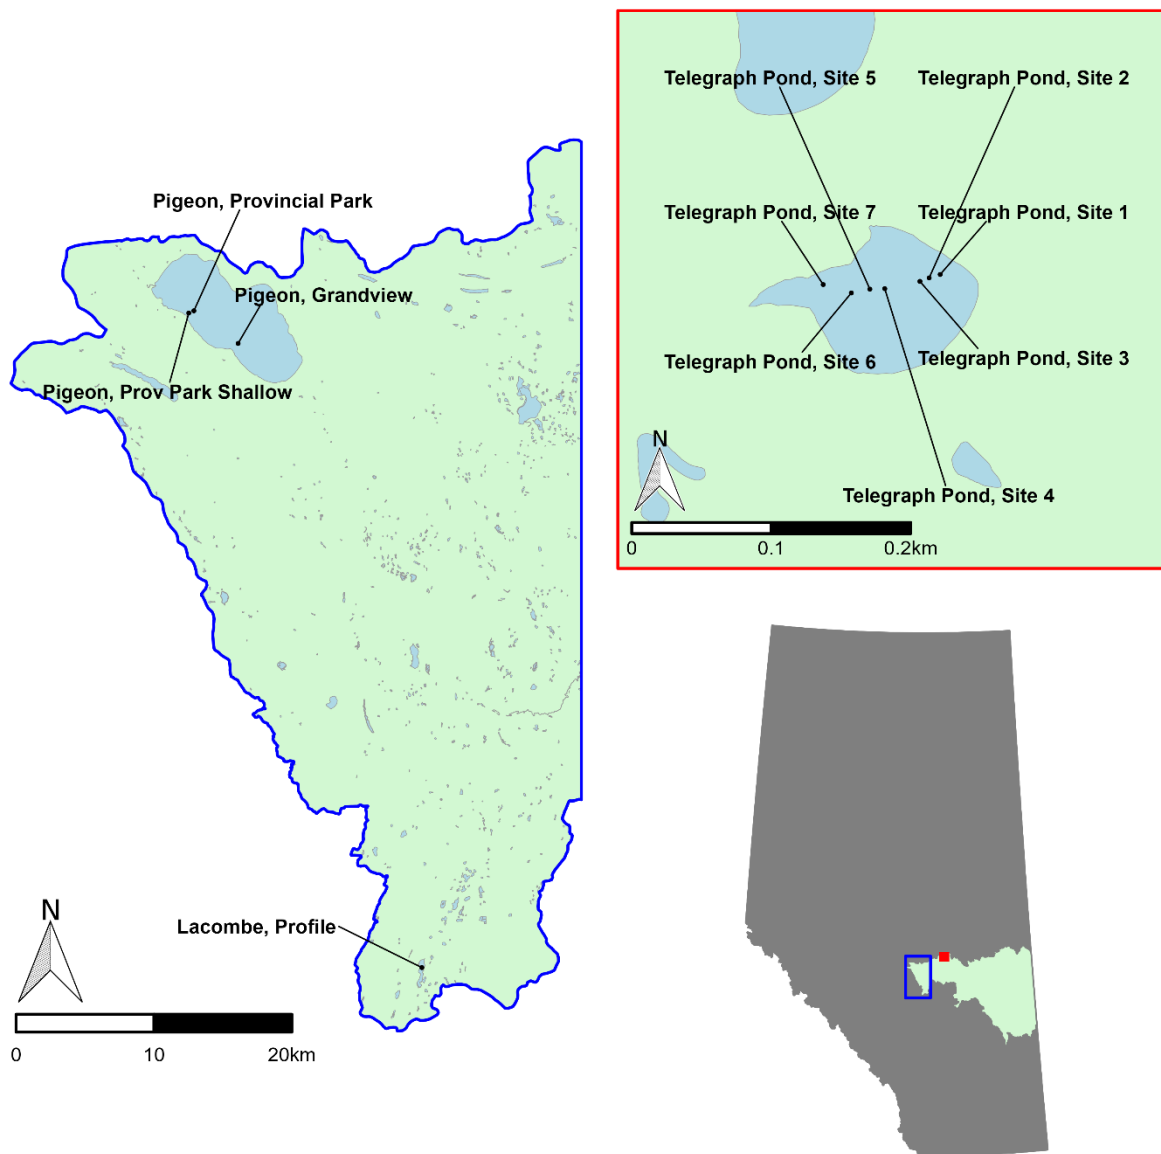 Pigeon, Provincial Park
Pigeon, Grandview
Pigeon, Prov Park Shallow
Lacombe, Profile
N
0 10 20km
Telegraph Pond, Site 5
Telegraph Pond, Site 2
Telegraph Pond, Site 7
Telegraph Pond, Site 1
Telegraph Pond, Site 6
Telegraph Pond, Site 3
Telegraph Pond, Site 4
N
0 0.1 0.2km